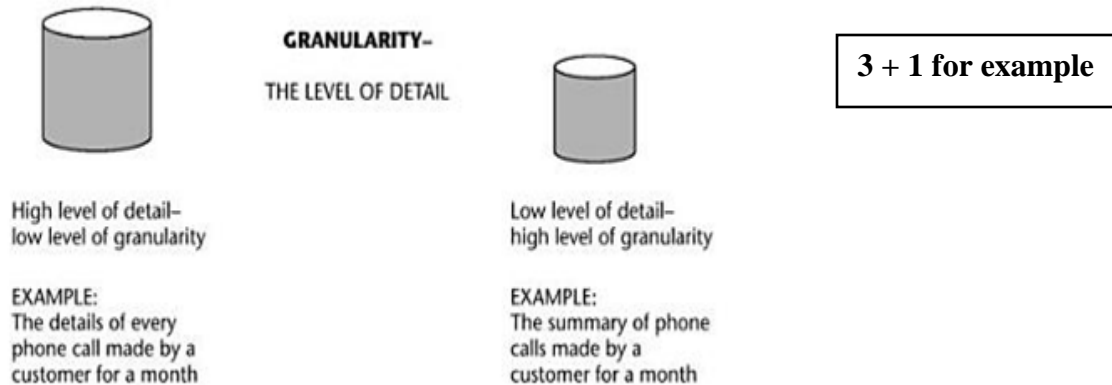 GRANULARITY–
THE LEVEL OF DETAIL
3 + 1 for example
High level of detail–
low level of granularity
EXAMPLE:
The details of every
phone call made by a
customer for a month
Low level of detail–
high level of granularity
EXAMPLE:
The summary of phone
calls made by a
customer for a month